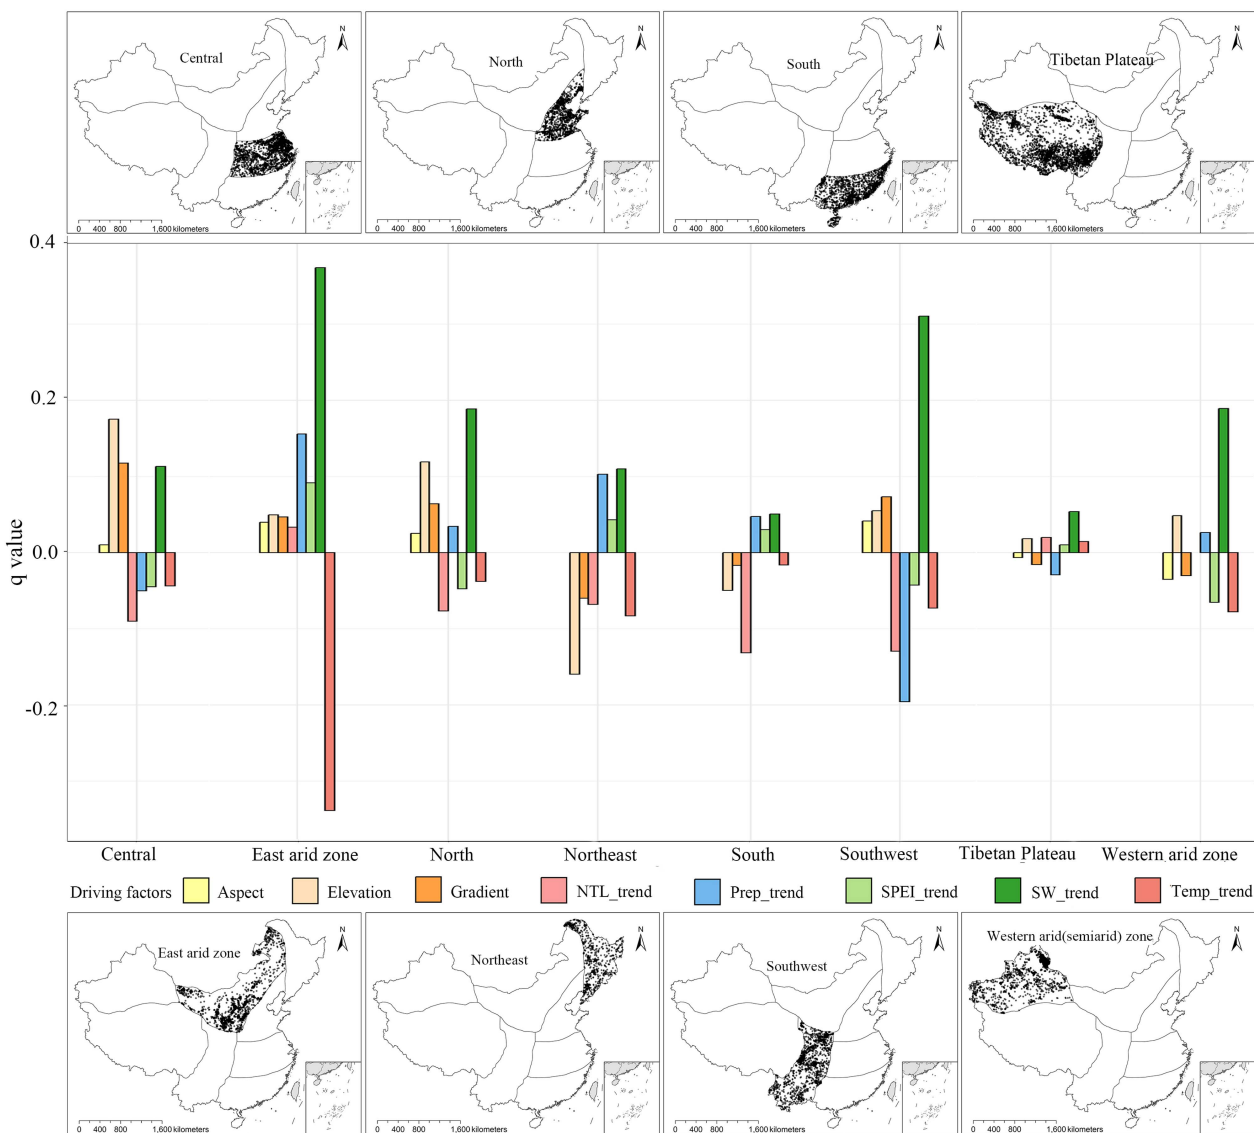 Central
N
0 400 800 1,600 kilometers
North
N
0 400 800 1,600 kilometers
South
N
0 400 800 1,600 kilometers
Tibetan Plateau
N
0 400 800 1,600 kilometers
q value
0.4
0.2
0.0
-0.2
Central East arid zone North Northeast South Southwest Tibetan Plateau Western arid zone
Driving factors Aspect Elevation Gradient NTL_trend Prep_trend SPEI_trend SW_trend Temp_trend
East arid zone
N
0 400 800 1,600 kilometers
Northeast
N
0 400 800 1,600 kilometers
Southwest
N
0 400 800 1,600 kilometers
Western arid(semiarid) zone
N
0 400 800 1,600 kilometers